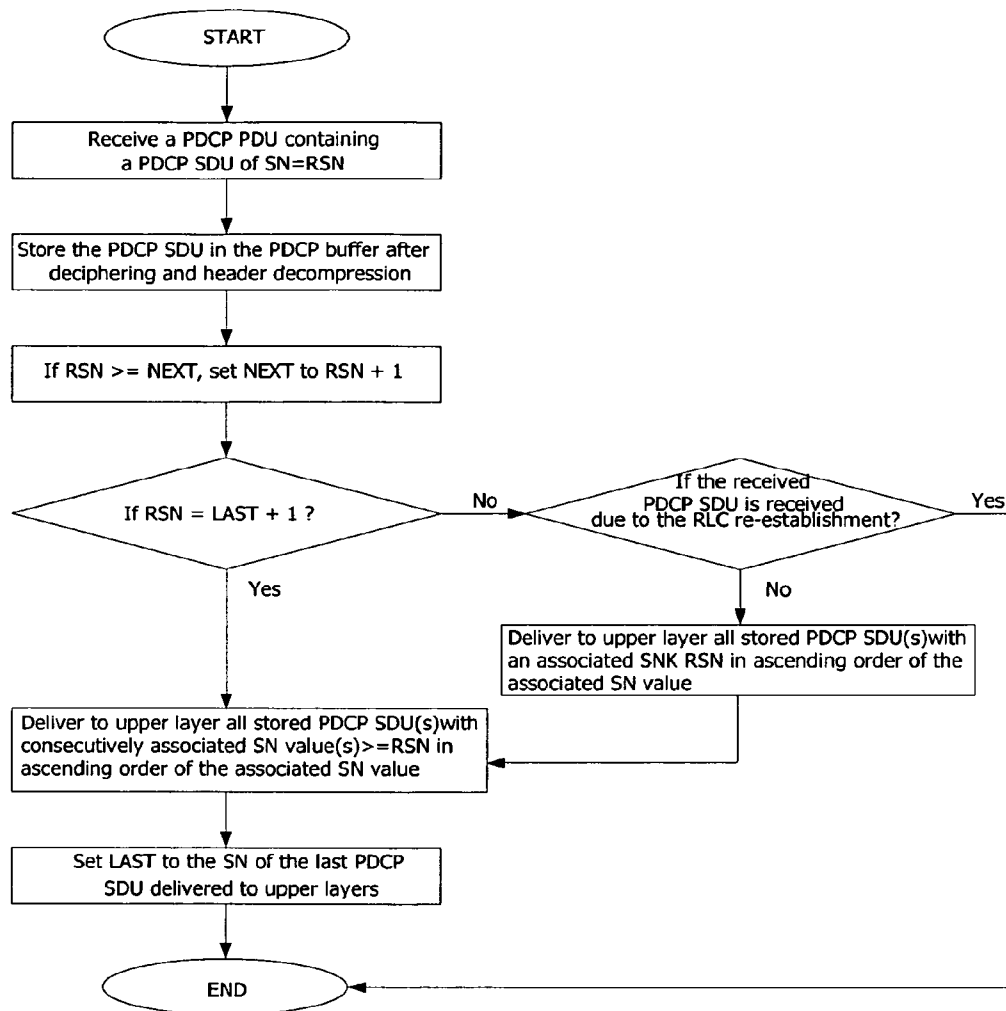 START
Receive a PDCP PDU containing
a PDCP SDU of SN=RSN
Store the PDCP SDU in the PDCP buffer after
deciphering and header decompression
If RSN >= NEXT, set NEXT to RSN + 1
If RSN = LAST + 1 ?
No
If the received
PDCP SDU is received
due to the RLC re-establishment?
Yes
Yes
No
Deliver to upper layer all stored PDCP SDU(s)with
an associated SNK RSN in ascending order of the
associated SN value
Deliver to upper layer all stored PDCP SDU(s)with
consecutively associated SN value(s)>=RSN in
ascending order of the associated SN value
Set LAST to the SN of the last PDCP
SDU delivered to upper layers
END